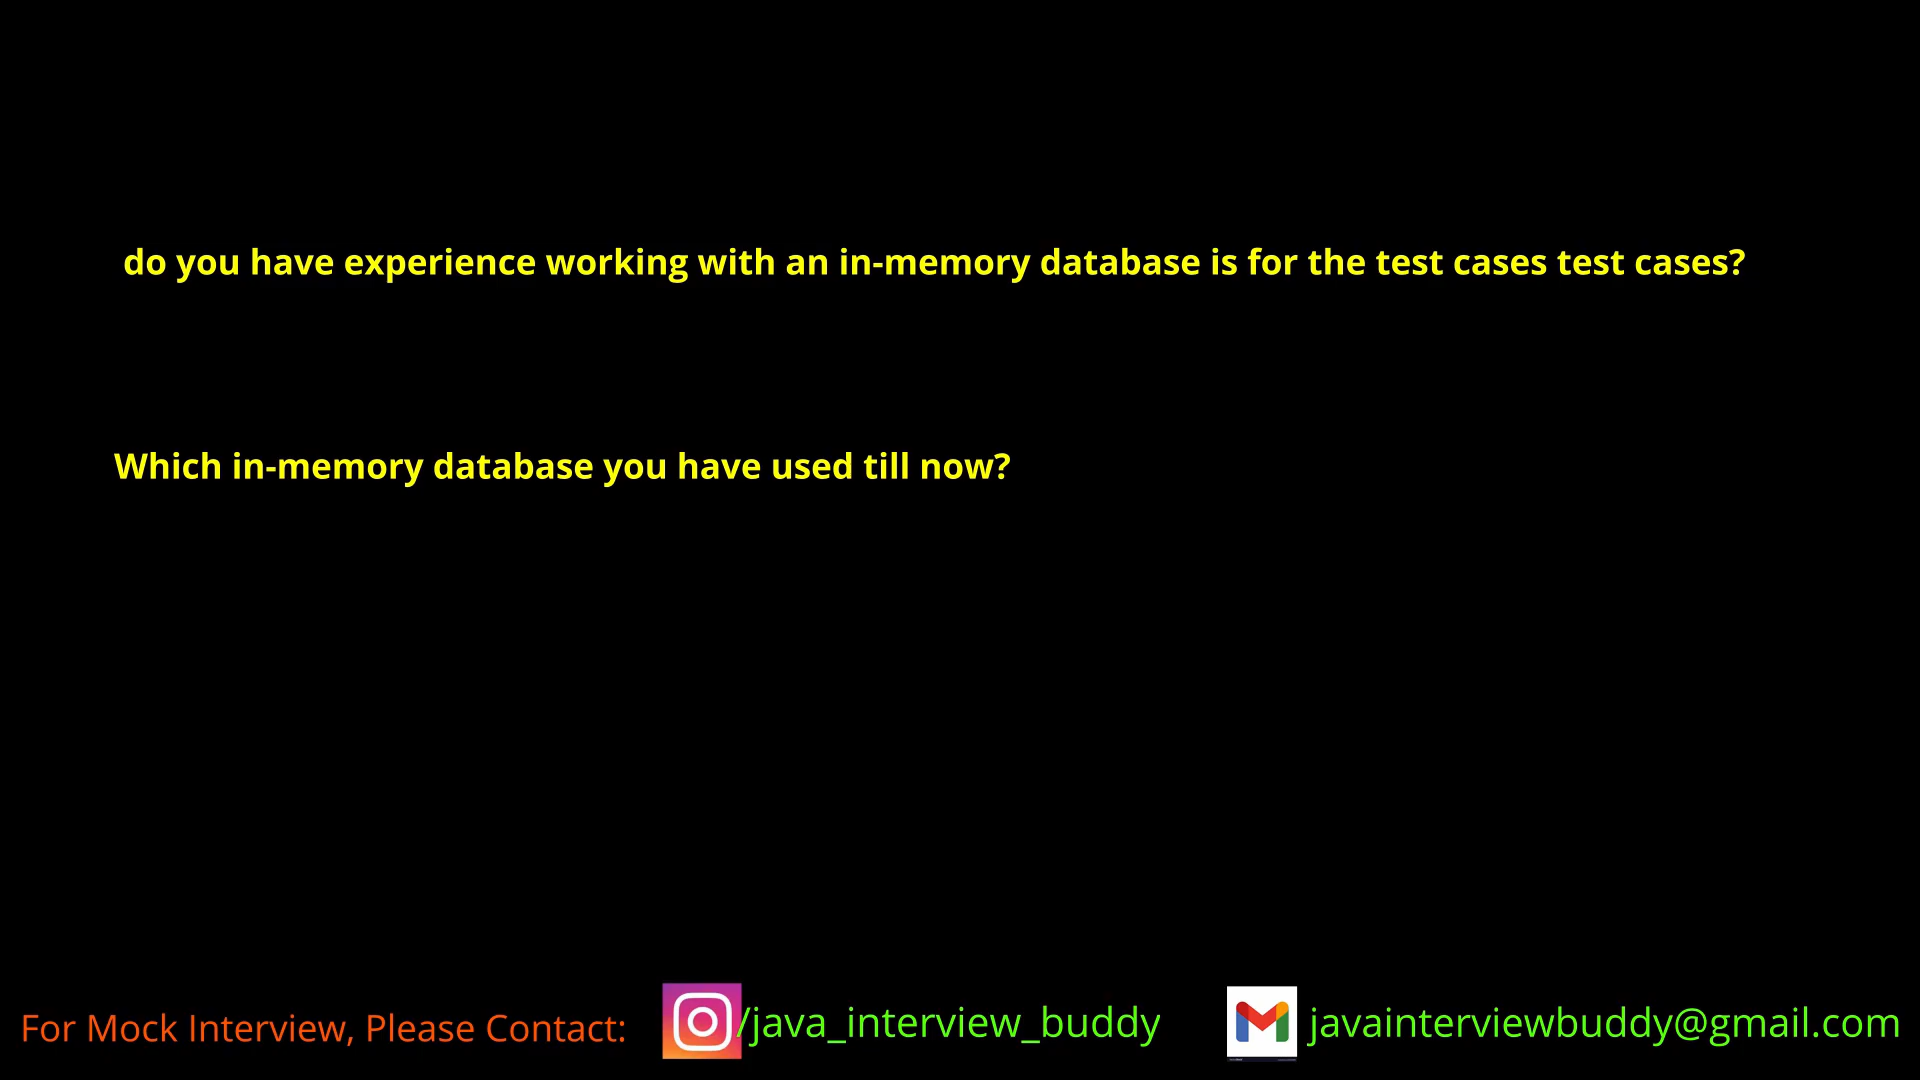 do you have experience working with an in-memory database is for the test cases test cases?
Which in-memory database you have used till now?
For Mock Interview, Please Contact: /java_interview_buddy javainterviewbuddy@gmail.com